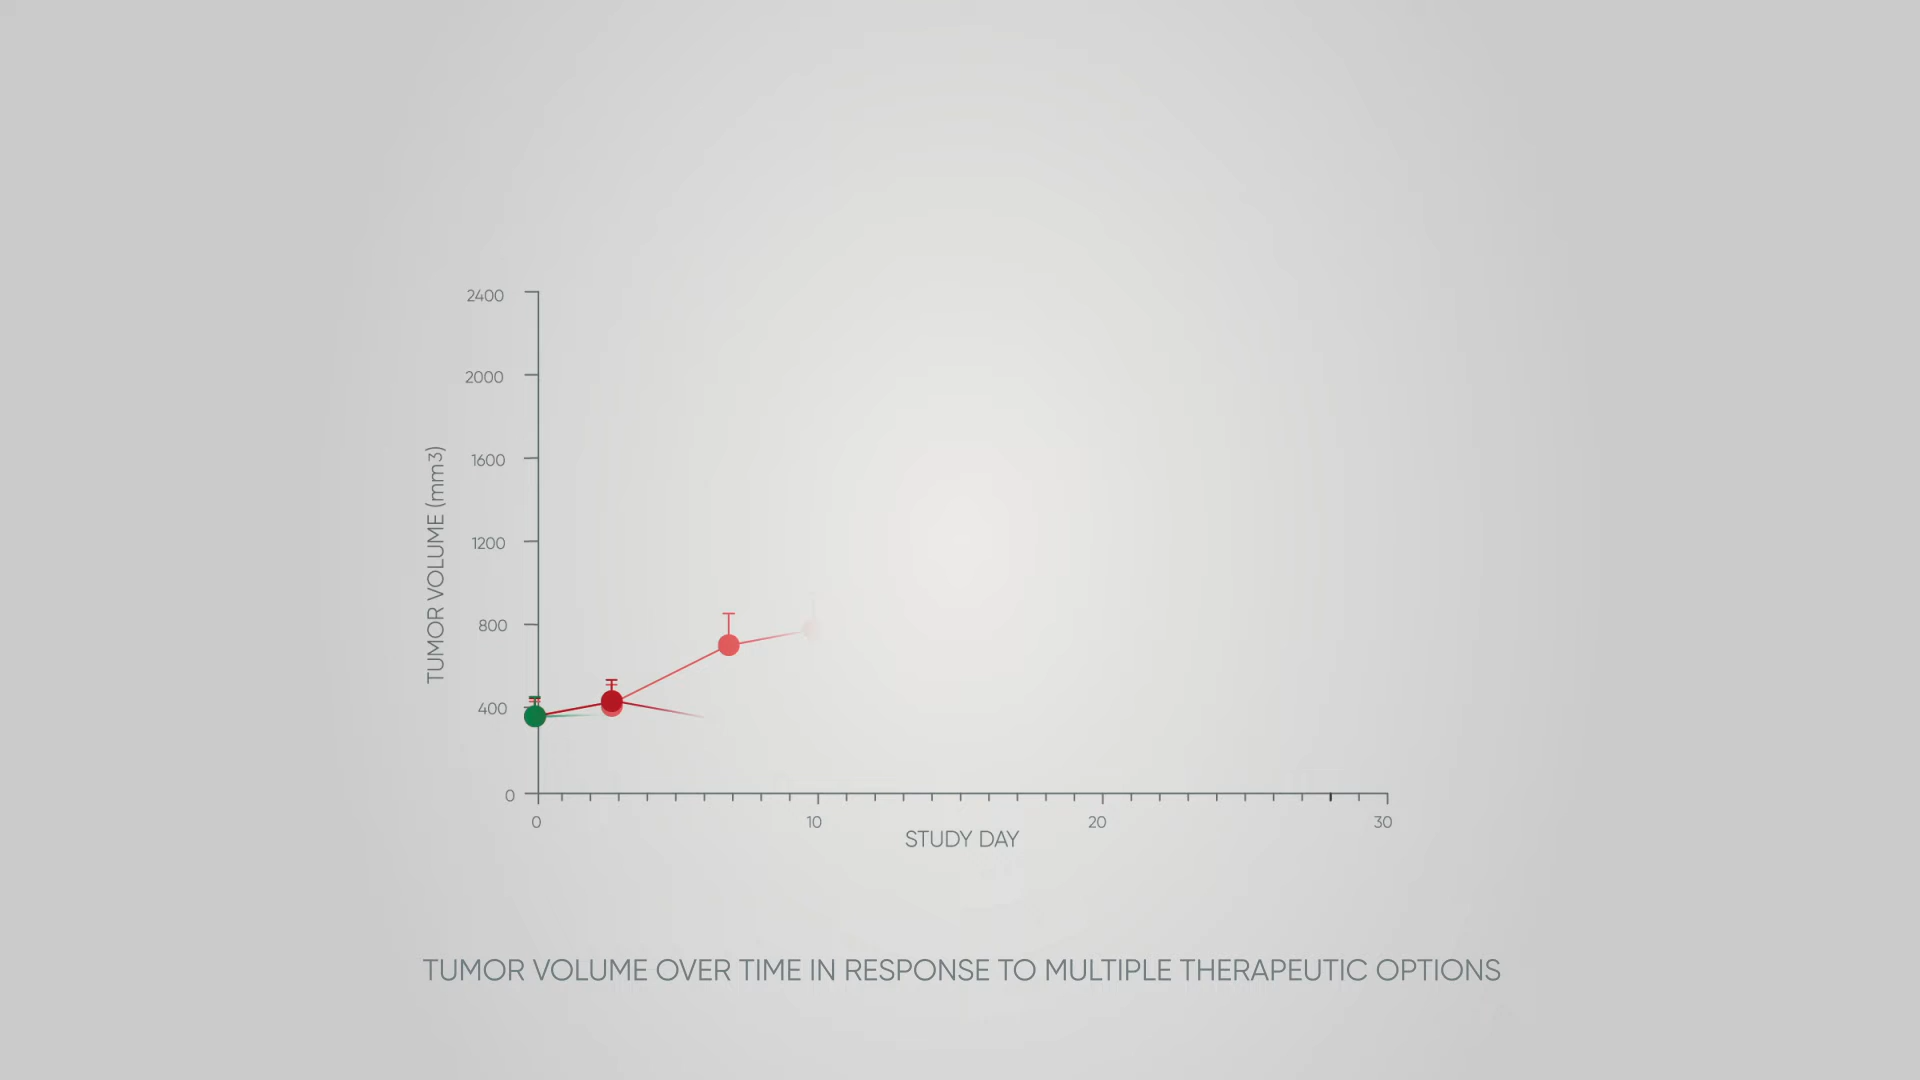 2400
2000
1600
1200
800
400
0
TUMOR VOLUME (mm3)
0 10 20 30
STUDY DAY
TUMOR VOLUME OVER TIME IN RESPONSE TO MULTIPLE THERAPEUTIC OPTIONS